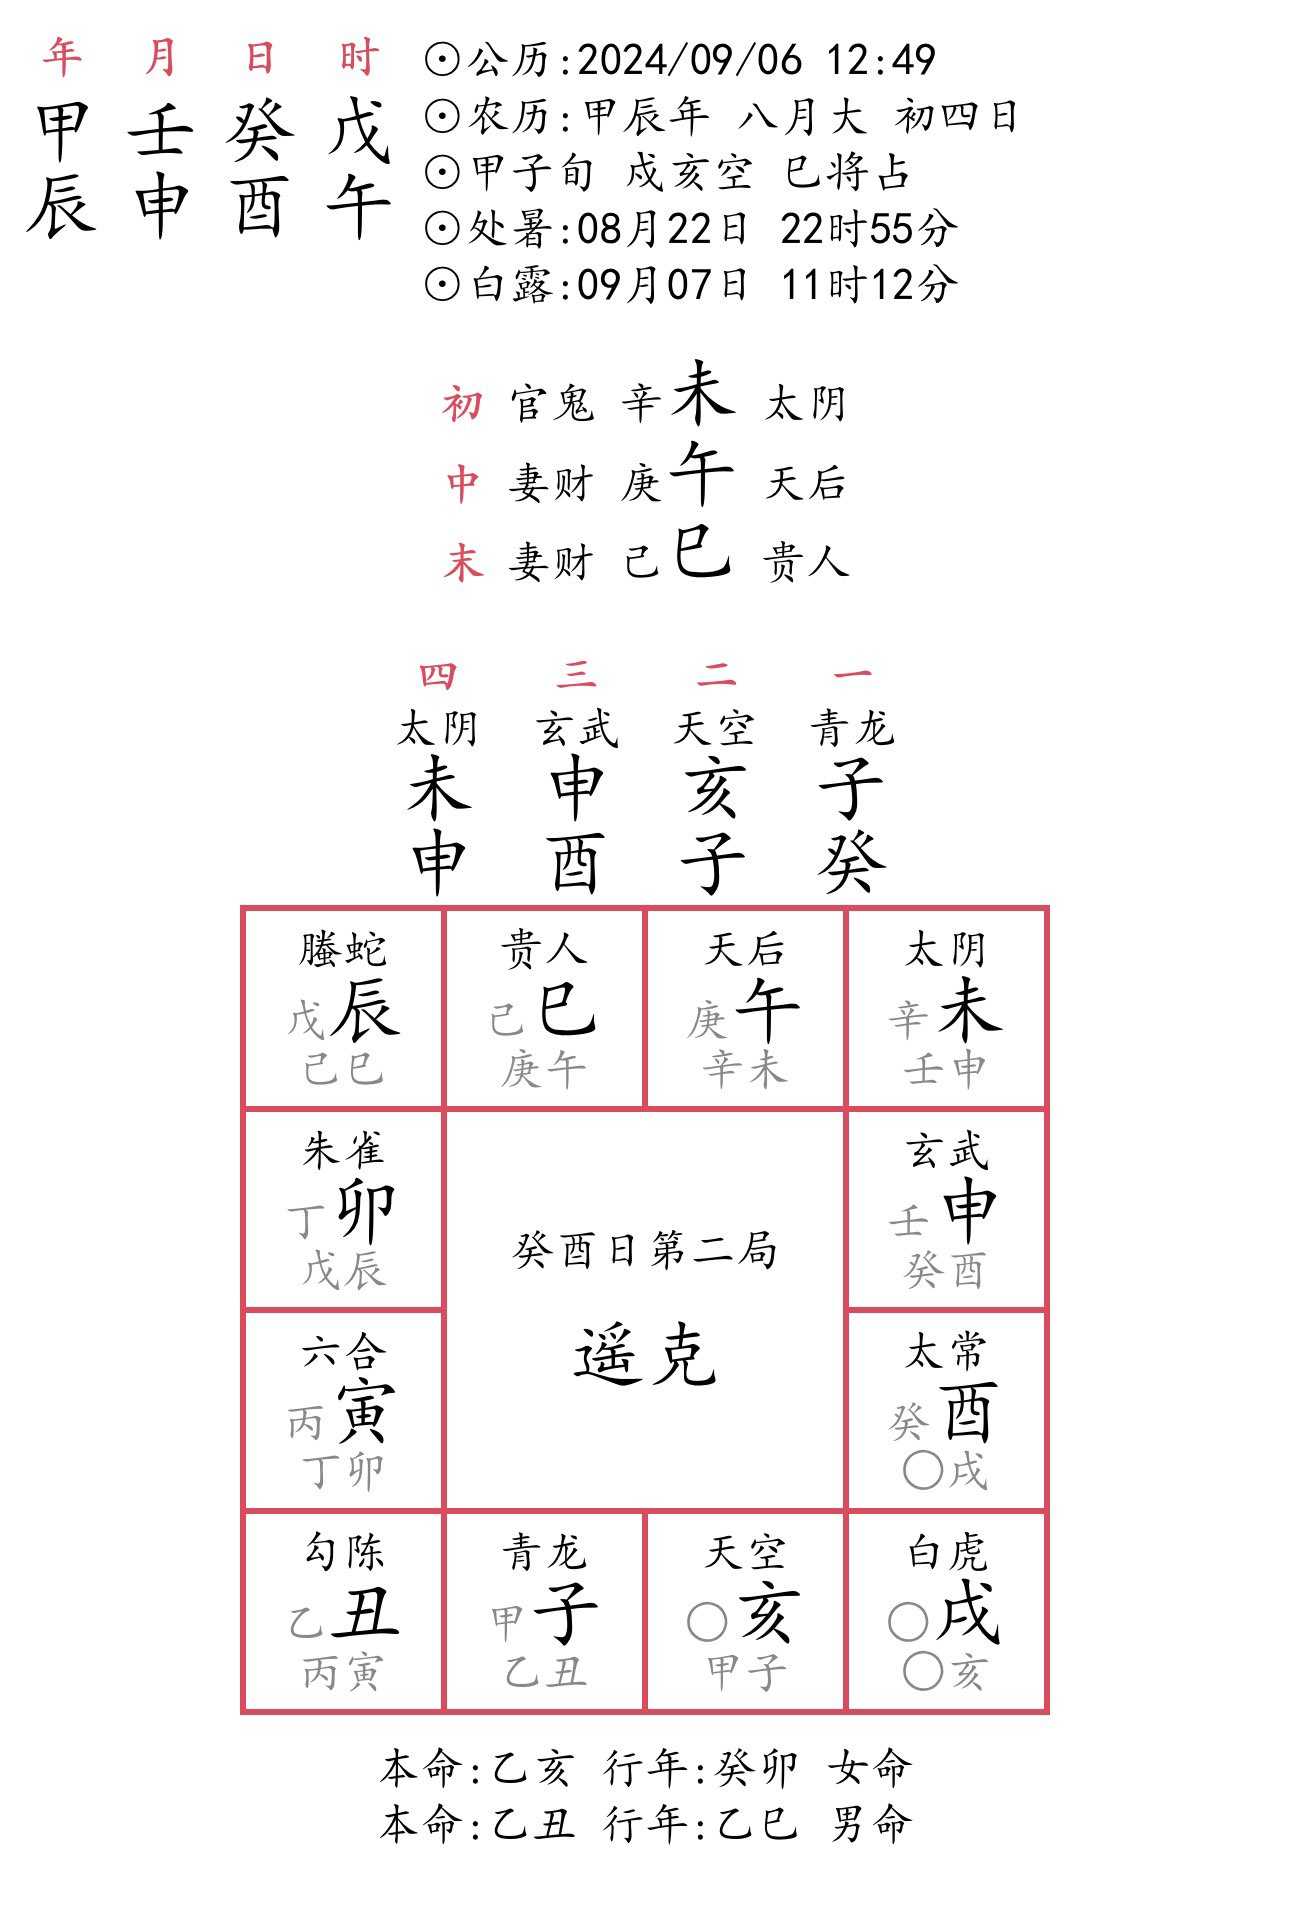 年 月 日 时
甲 壬 癸 戊
辰 申 酉 午
⊙公历:2024/09/06 12:49
⊙农历:甲辰年 八月大 初四日
⊙甲子旬 戍亥空 巳将占
⊙处暑:08月22日 22时55分
⊙白露:09月07日 11时12分
初 官鬼 辛未 太阴
中 妻财 庚午 天后
末 妻财 己巳 贵人
四 三 二 一
太阴 玄武 天空 青龙
未 申 亥 子
申 酉 子 癸
螣蛇 贵人 天后 太阴
戊辰 己巳 庚午 辛未
己巳 庚午 辛未 壬申
朱雀 玄武
丁卯 壬申
戊辰 癸酉
癸酉日第二局
遥克
六合 太常
丙寅 癸酉
丁卯 〇戌
勾陈 青龙 天空 白虎
乙丑 甲子 〇亥 〇戌
丙寅 乙丑 甲子 〇亥
本命:乙亥 行年:癸卯 女命
本命:乙丑 行年:乙巳 男命